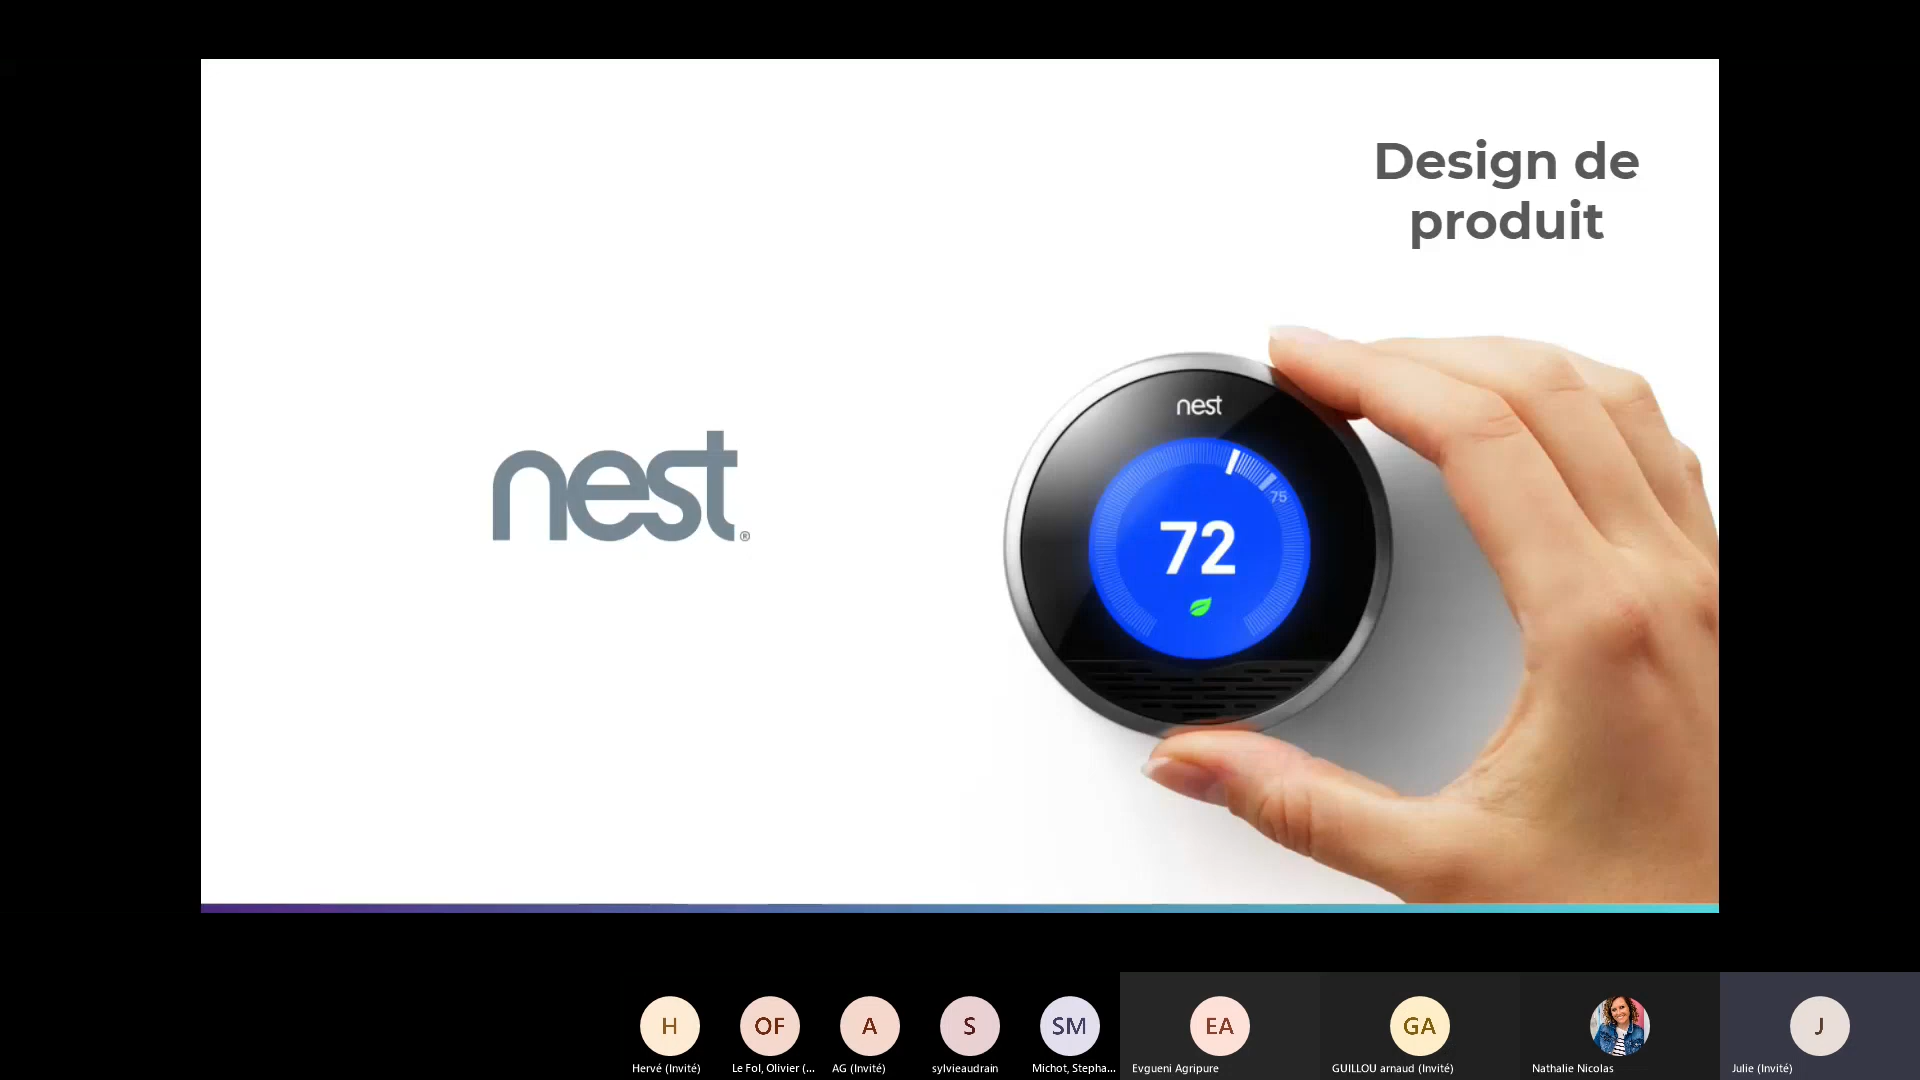 Design de
produit
nest®
nest
75
72
H
OF
A
S
SM
EA
GA
J
Hervé (Invité)
Le Fol, Olivier (...
AG (Invité)
sylvieaudrain
Michot, Stepha...
Evgueni Agripure
GUILLOU arnaud (Invité)
Nathalie Nicolas
Julie (Invité)